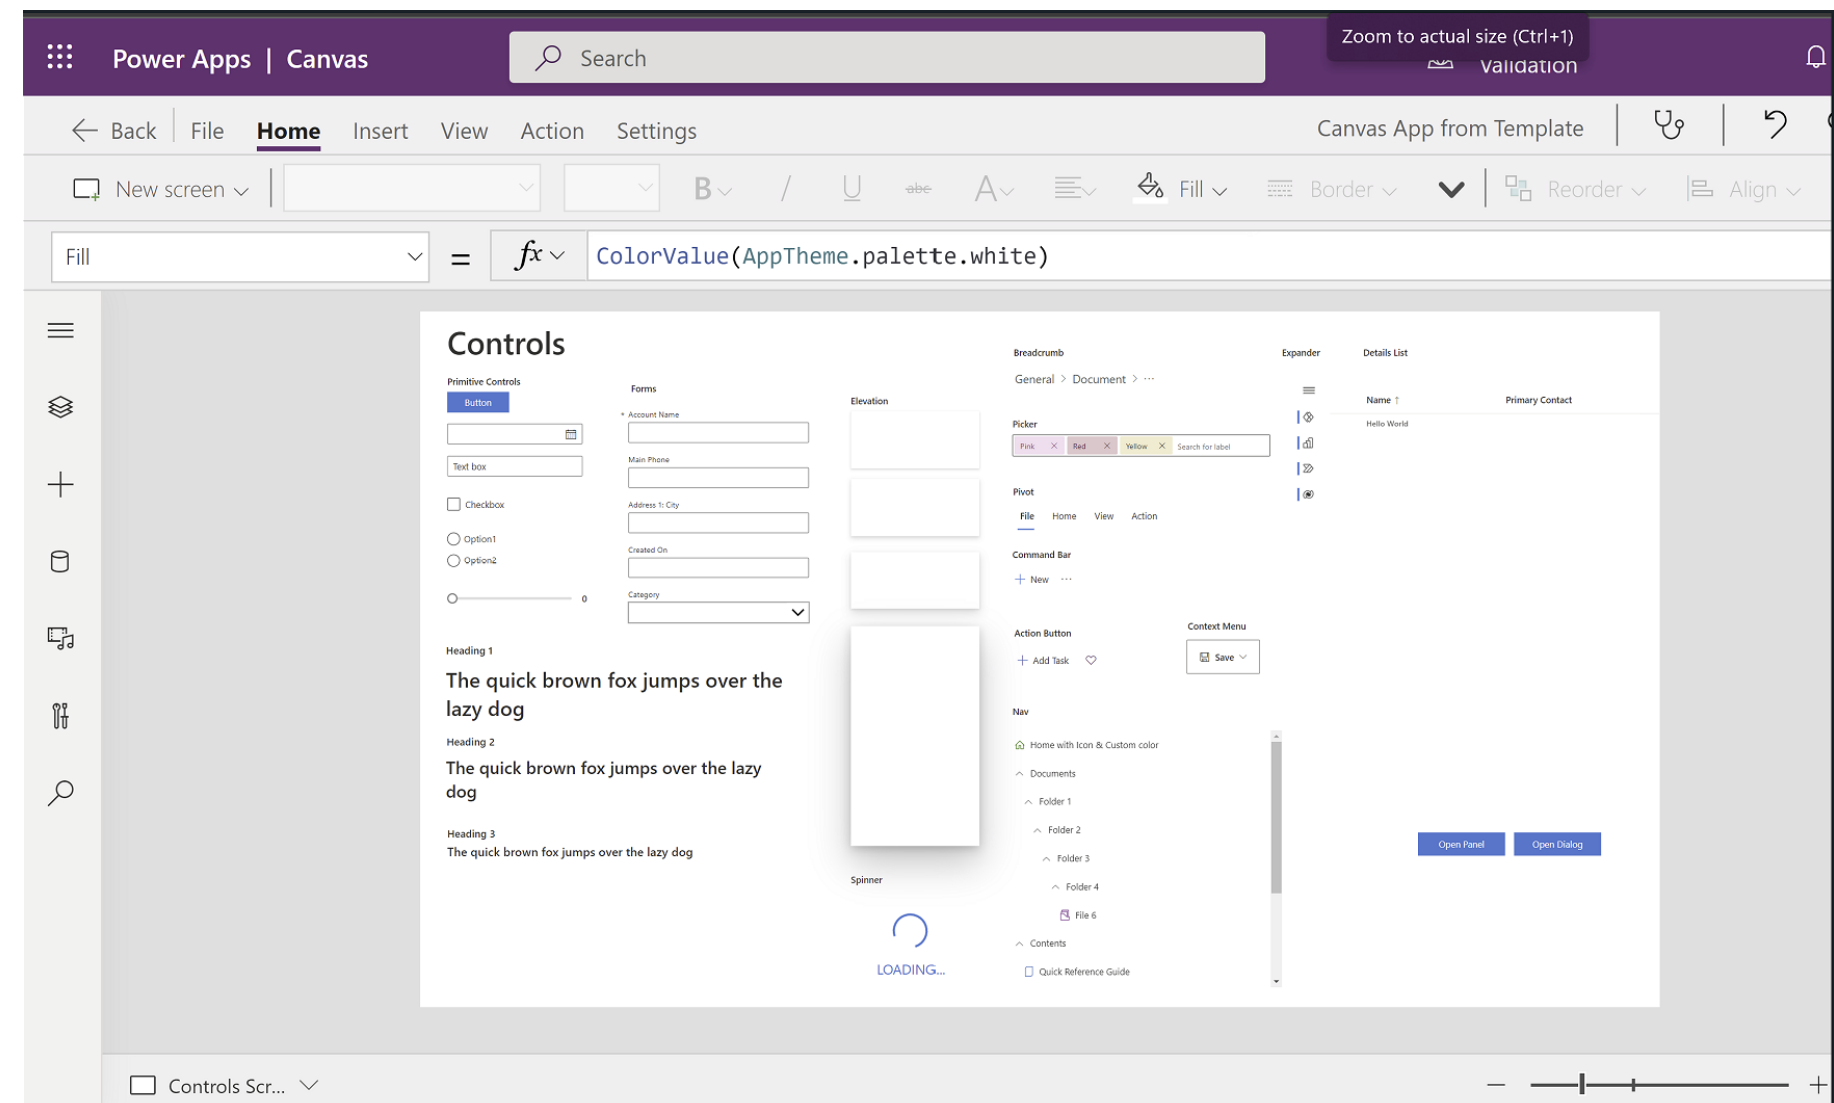 Zoom to actual size (Ctrl+1)
Power Apps | Canvas
Search
Validation
Back
File
Home
Insert
View
Action
Settings
Canvas App from Template
New screen
B
/
U
abc
A
Fill
Border
Reorder
Align
Fill
=
fx
ColorValue(AppTheme.palette.white)
Controls
Primitive Controls
Button
Text box
Checkbox
Option1
Option2
0
Forms
* Account Name
Main Phone
Address 1: City
Created On
Category
Heading 1
The quick brown fox jumps over the
lazy dog
Heading 2
The quick brown fox jumps over the lazy
dog
Heading 3
The quick brown fox jumps over the lazy dog
Elevation
Spinner
LOADING...
Breadcrumb
General > Document > ...
Picker
Pink
Red
Yellow
Search for label
Pivot
File
Home
View
Action
Command Bar
+ New ...
Action Button
+ Add Task
Context Menu
Save
Nav
Home with Icon & Custom color
Documents
Folder 1
Folder 2
Folder 3
Folder 4
File 6
Contents
Quick Reference Guide
Expander
Details List
Name ↑
Primary Contact
Hello World
Open Panel
Open Dialog
Controls Scr...